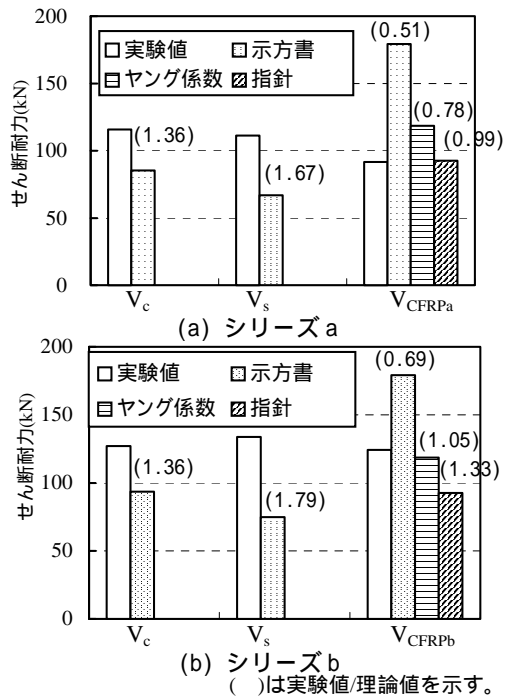 200
150
100
50
0
せん断耐力(kN)
実験値 示方書
ヤング係数 指針
(0.51)
(0.78)
(0.99)
(1.36)
(1.67)
Vc Vs VCFRPa
(a) シリーズa
200
150
100
50
0
せん断耐力(kN)
実験値 示方書
ヤング係数 指針
(0.69)
(1.05)
(1.33)
(1.36)
(1.79)
Vc Vs VCFRPb
(b) シリーズb
( )は実験値/理論値を示す。